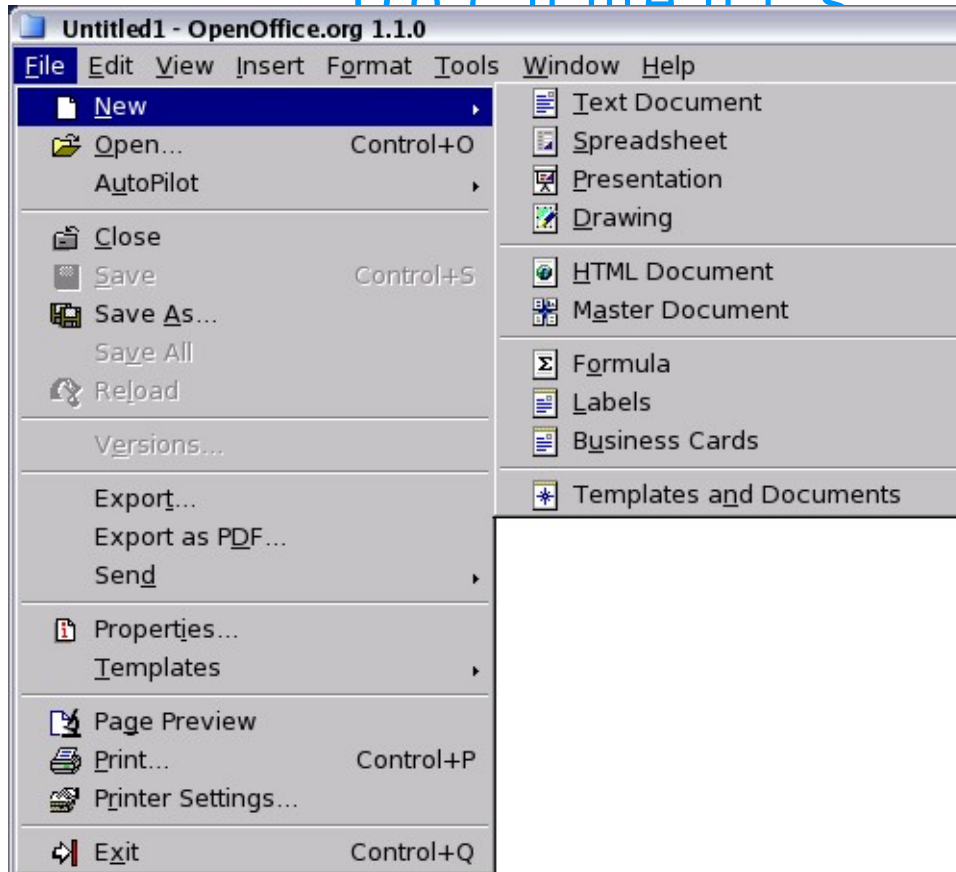 Untitled1 - OpenOffice.org 1.1.0
File Edit View Insert Format Tools Window Help
New
Open... Control+O
AutoPilot
Close
Save Control+S
Save As...
Save All
Reload
Versions...
Export...
Export as PDF...
Send
Properties...
Templates
Page Preview
Print... Control+P
Printer Settings...
Exit Control+Q
Text Document
Spreadsheet
Presentation
Drawing
HTML Document
Master Document
Formula
Labels
Business Cards
Templates and Documents